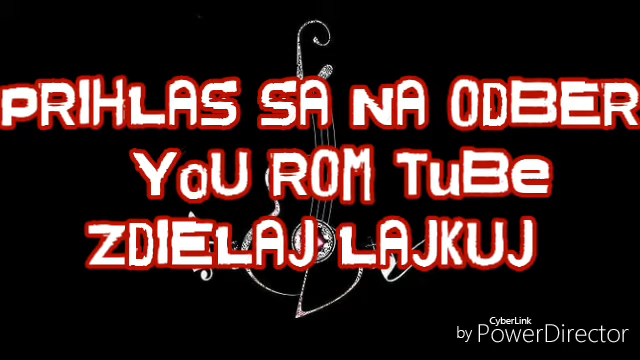 PRIHLAS SA NA ODBER
YoU ROM TuBe
ZDIELAJ LAJKUJ
CyberLink
by PowerDirector